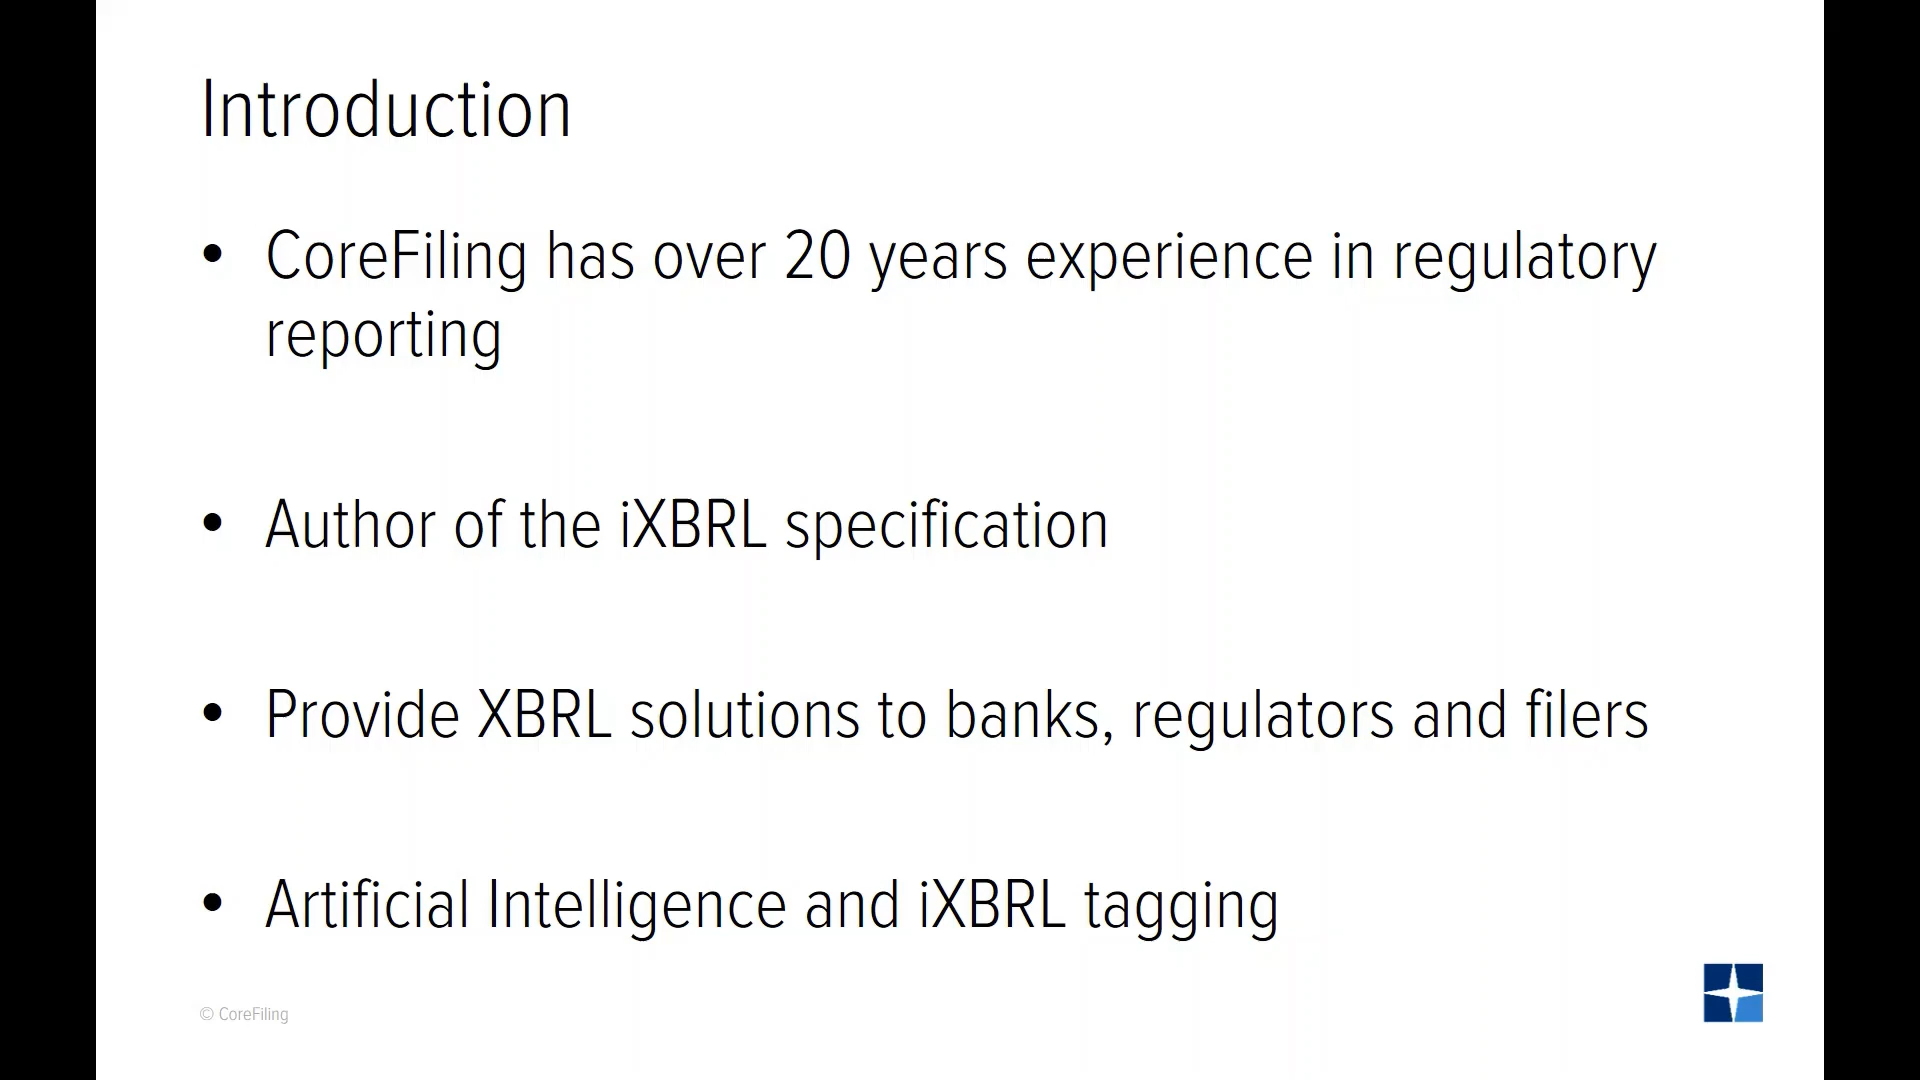 Introduction
• CoreFiling has over 20 years experience in regulatory
reporting
• Author of the iXBRL specification
• Provide XBRL solutions to banks, regulators and filers
• Artificial Intelligence and iXBRL tagging
© CoreFiling